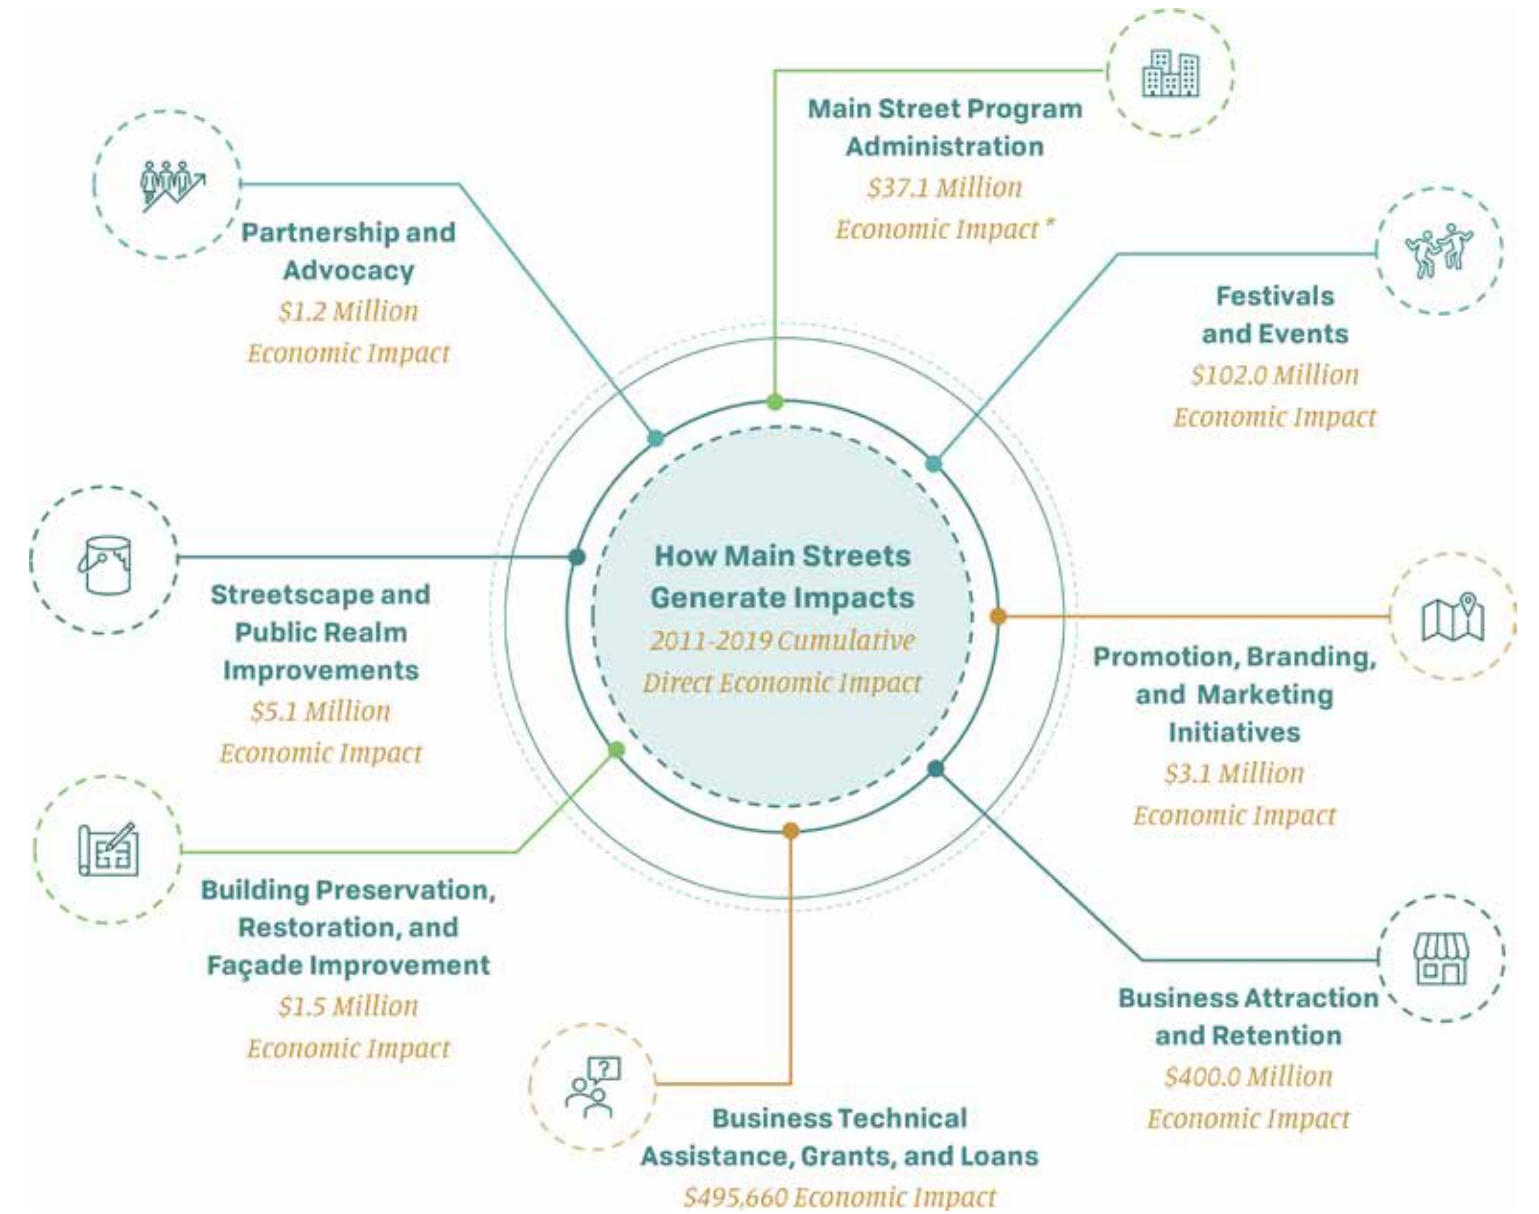 Main Street Program
Administration
$37.1 Million
Economic Impact *
Partnership and
Advocacy
$1.2 Million
Economic Impact
Festivals
and Events
$102.0 Million
Economic Impact
How Main Streets
Generate Impacts
2011-2019 Cumulative
Direct Economic Impact
Streetscape and
Public Realm
Improvements
$5.1 Million
Economic Impact
Promotion, Branding,
and Marketing
Initiatives
$3.1 Million
Economic Impact
Building Preservation,
Restoration, and
Façade Improvement
$1.5 Million
Economic Impact
Business Attraction
and Retention
$400.0 Million
Economic Impact
?
Business Technical
Assistance, Grants, and Loans
$495,660 Economic Impact